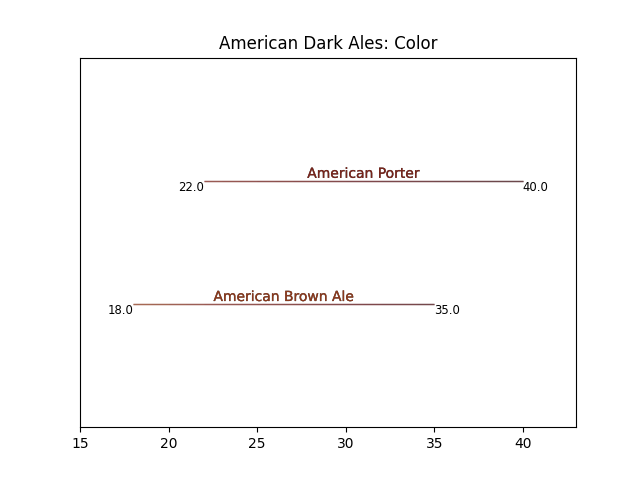 American Dark Ales: Color
American Porter
22.0 40.0
American Brown Ale
18.0 35.0
15 20 25 30 35 40